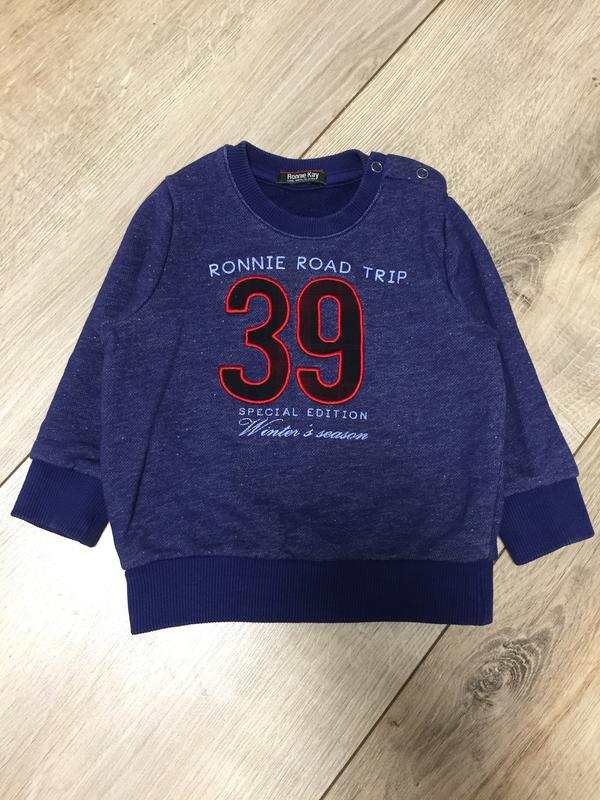 Ronnie Kay
RONNIE ROAD TRIP
39
SPECIAL EDITION
Winter's season